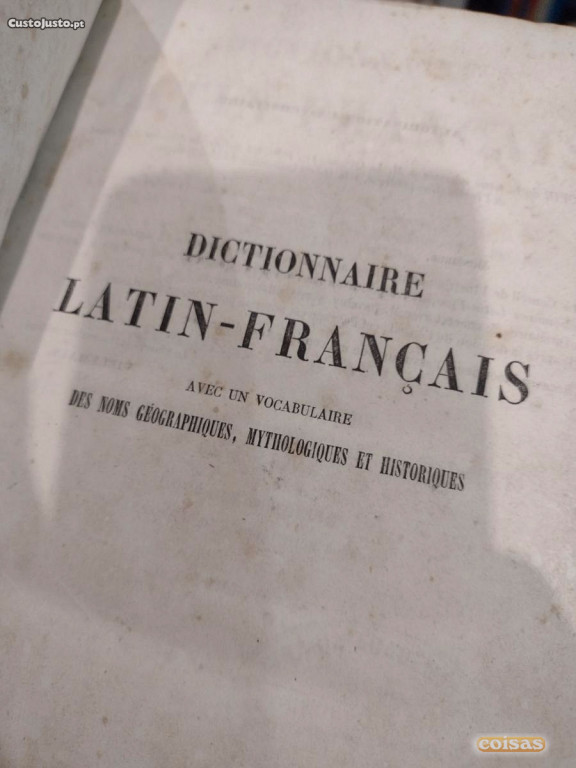 CustoJusto.pt
DICTIONNAIRE
LATIN-FRANÇAIS
AVEC UN VOCABULAIRE
DES NOMS GÉOGRAPHIQUES, MYTHOLOGIQUES ET HISTORIQUES
coisas